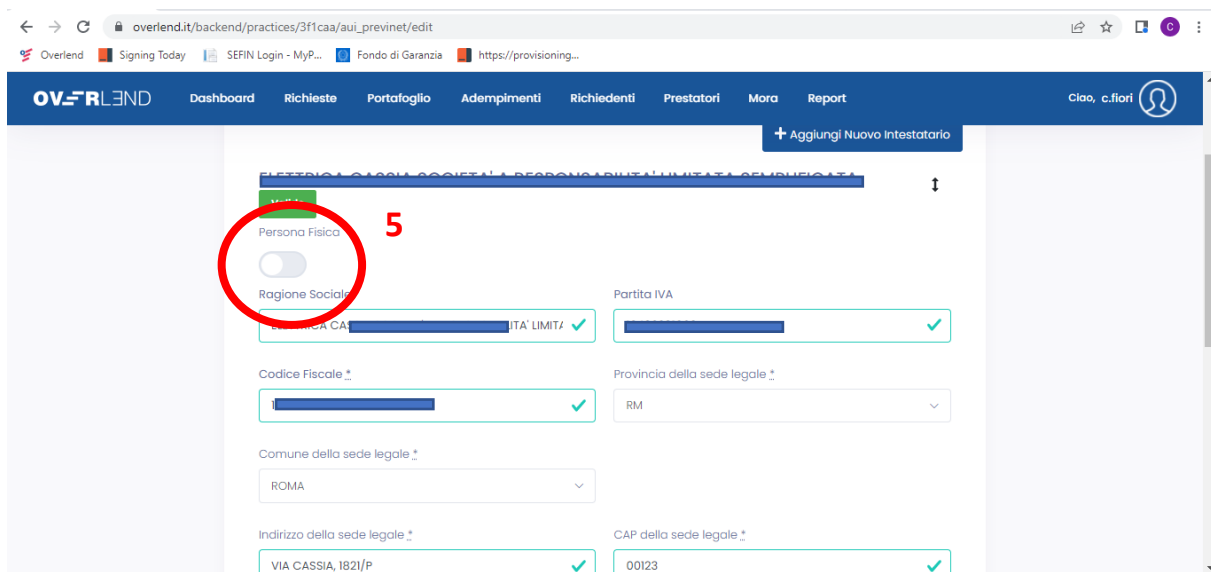 overlend.it/backend/practices/3f1caa/aui_previnet/edit
C
Overlend Signing Today SEFIN Login - MyP... Fondo di Garanzia https://provisioning...
OVERLEND Dashboard Richieste Portafoglio Adempimenti Richiedenti Prestatori Mora Report Ciao, c.fiori
+ Aggiungi Nuovo Intestatario
5
Persona Fisica
Ragione Sociale Partita IVA
LIMITA
Codice Fiscale * Provincia della sede legale *
1 RM
Comune della sede legale *
ROMA
Indirizzo della sede legale * CAP della sede legale *
VIA CASSIA, 1821/P 00123